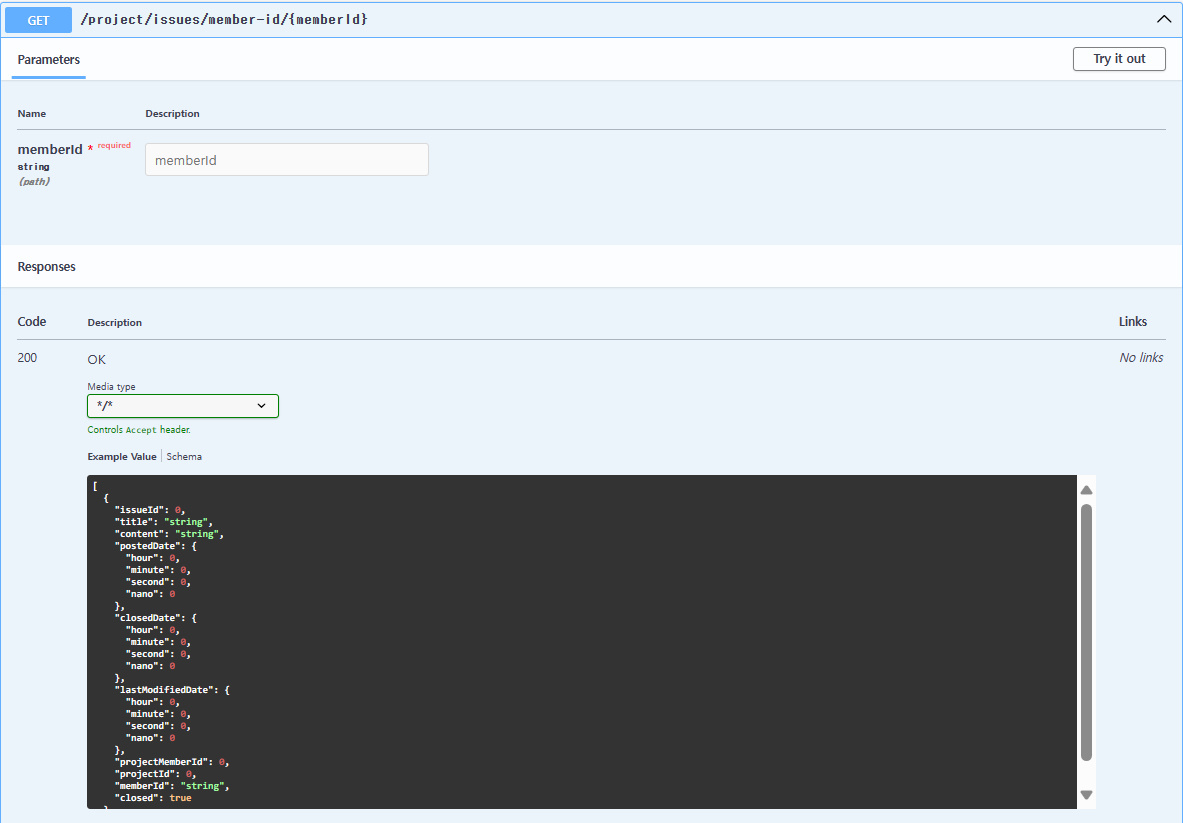 GET /project/issues/member-id/{memberId}
Parameters Try it out
Name Description
memberId * required memberId
string
(path)
Responses
Code Description Links
200 OK No links
Media type
*/*
Controls Accept header.
Example Value Schema
[
  {
    "issueId": 0,
    "title": "string",
    "content": "string",
    "postedDate": {
      "hour": 0,
      "minute": 0,
      "second": 0,
      "nano": 0
    },
    "closedDate": {
      "hour": 0,
      "minute": 0,
      "second": 0,
      "nano": 0
    },
    "lastModifiedDate": {
      "hour": 0,
      "minute": 0,
      "second": 0,
      "nano": 0
    },
    "projectMemberId": 0,
    "projectId": 0,
    "memberId": "string",
    "closed": true